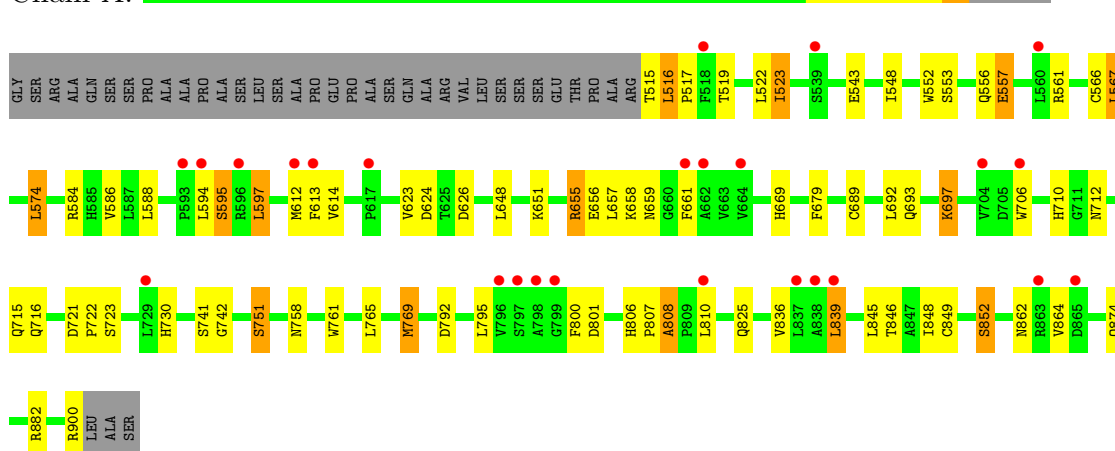 GLY SER ARG ALA GLN SER SER PRO ALA ALA PRO ALA SER LEU SER ALA PRO GLU PRO ALA SER GLN ALA ARG VAL LEU SER SER SER GLU THR PRO ALA ARG T515 L516 P517 F518 T519 L522 I523 S539 E543 I548 W552 S553 Q556 E557 L560 R561 C566
L574 R584 H585 V586 L587 L588 P593 L594 S595 R596 L597 M612 F613 V614 P617 V623 D624 T625 D626 L648 K651 R655 E656 L657 K658 N659 G660 F661 A662 V663 V664 H669 F679 C689 L692 Q693 K697 V704 D705 W706 H710 G711 N712
Q715 Q716 D721 P722 S723 L729 H730 S741 G742 S751 N758 W761 L765 M769 D792 L795 V796 S797 A798 G799 F800 D801 H806 P807 A808 P809 L810 Q825 V836 L837 A838 L839 L845 T846 A847 I848 C849 S852 N862 R863 V864 D865
R882 R900 LEU ALA SER